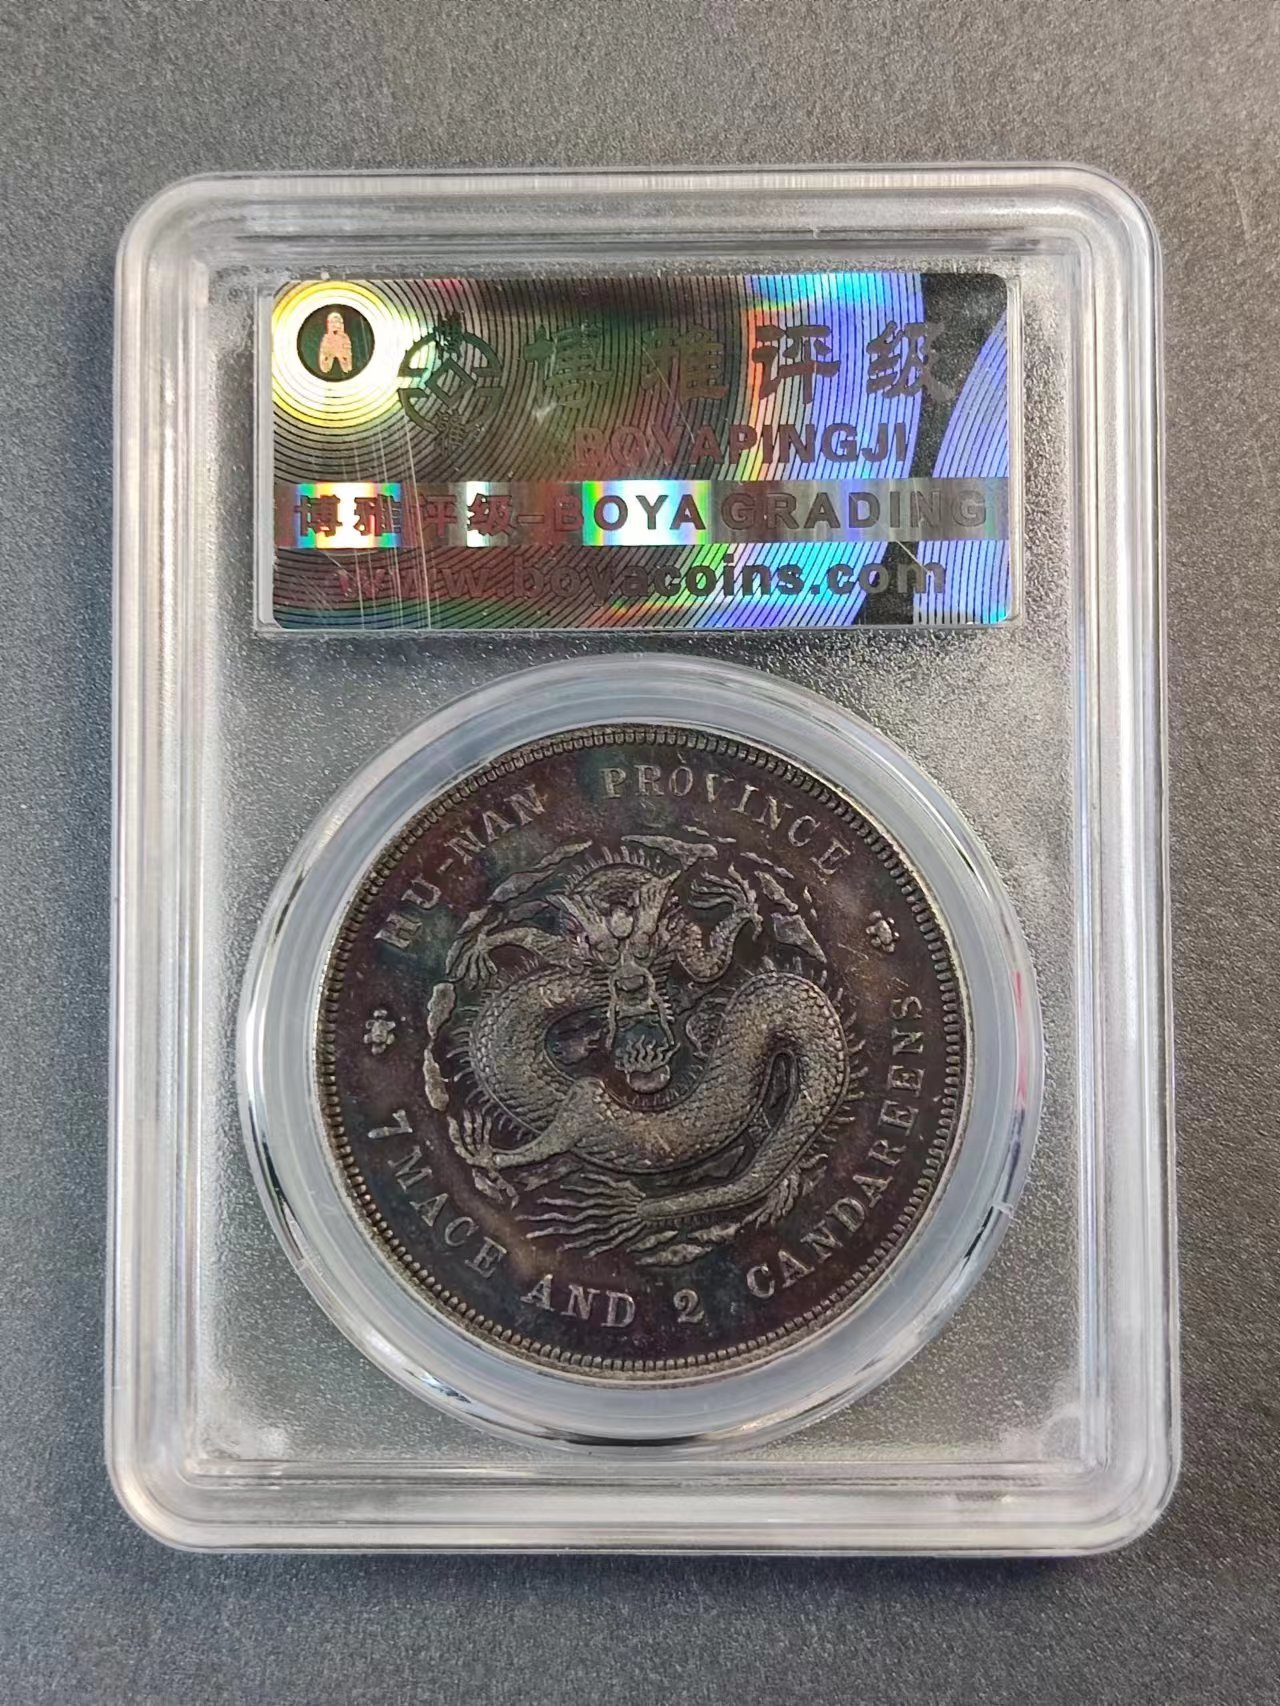 博雅评级
BOYAPINGJI
博雅评级-BOYA GRADING
www.boyacoins.com
HU-NAN PROVINCE
7 MACE AND 2 CANDAREENS